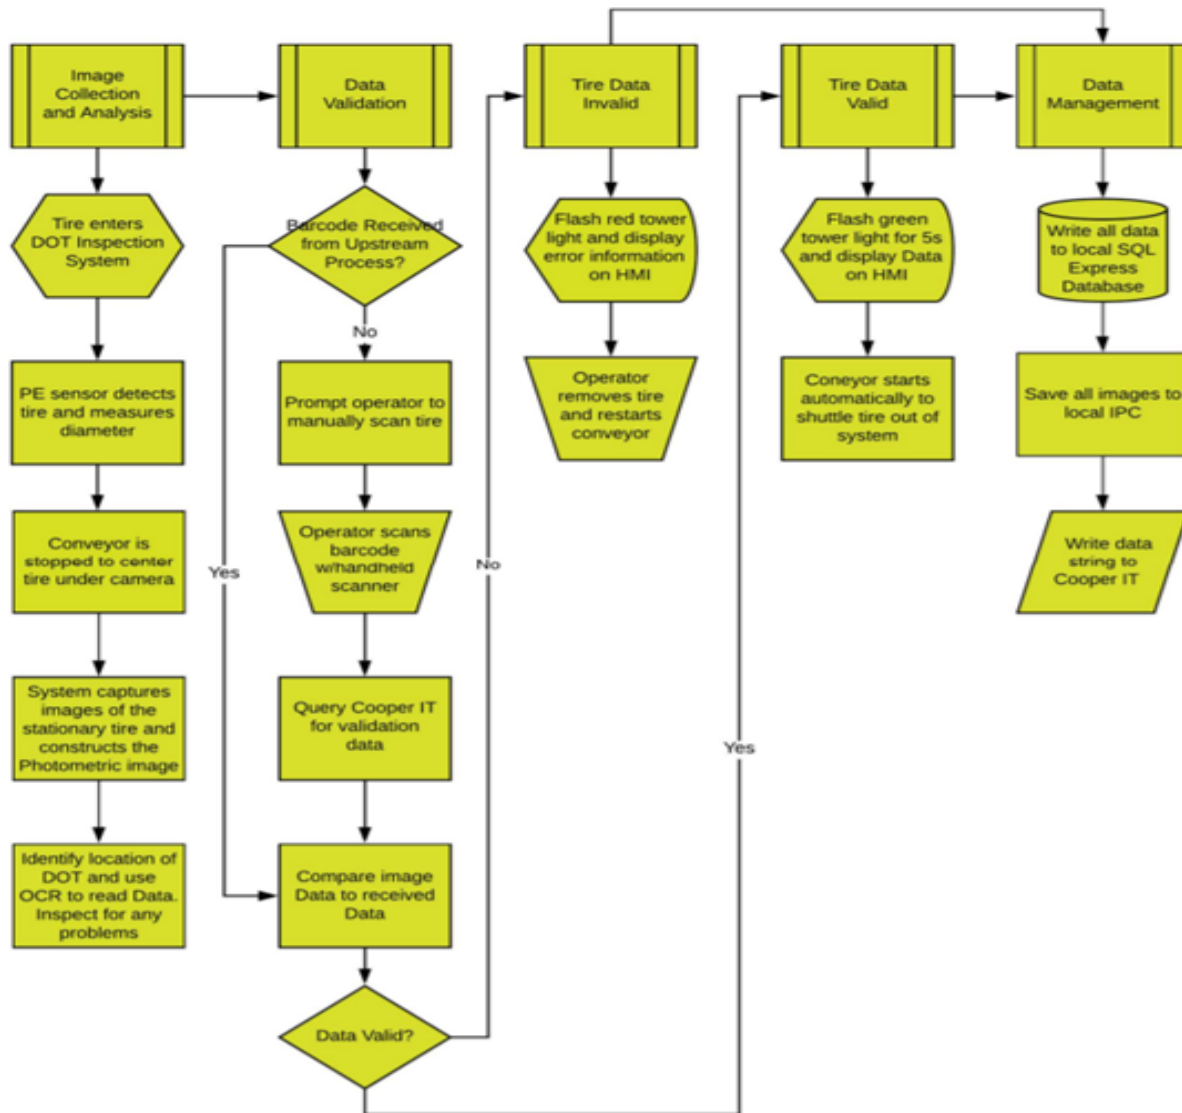 Image
Collection
and Analysis
Tire enters
DOT Inspection
System
PE sensor detects
tire and measures
diameter
Conveyor is
stopped to center
tire under camera
System captures
images of the
stationary tire and
constructs the
Photometric image
Identify location of
DOT and use
OCR to read Data.
Inspect for any
problems
Data
Validation
Barcode Received
from Upstream
Process?
No
Yes
Prompt operator to
manually scan tire
Operator scans
barcode
w/handheld
scanner
Query Cooper IT
for validation
data
Compare image
Data to received
Data
Data Valid?
No
Yes
Tire Data
Invalid
Flash red tower
light and display
error information
on HMI
Operator
removes tire
and restarts
conveyor
Tire Data
Valid
Flash green
tower light for 5s
and display Data
on HMI
Coneyor starts
automatically to
shuttle tire out of
system
Data
Management
Write all data
to local SQL
Express
Database
Save all images to
local IPC
Write data
string to
Cooper IT